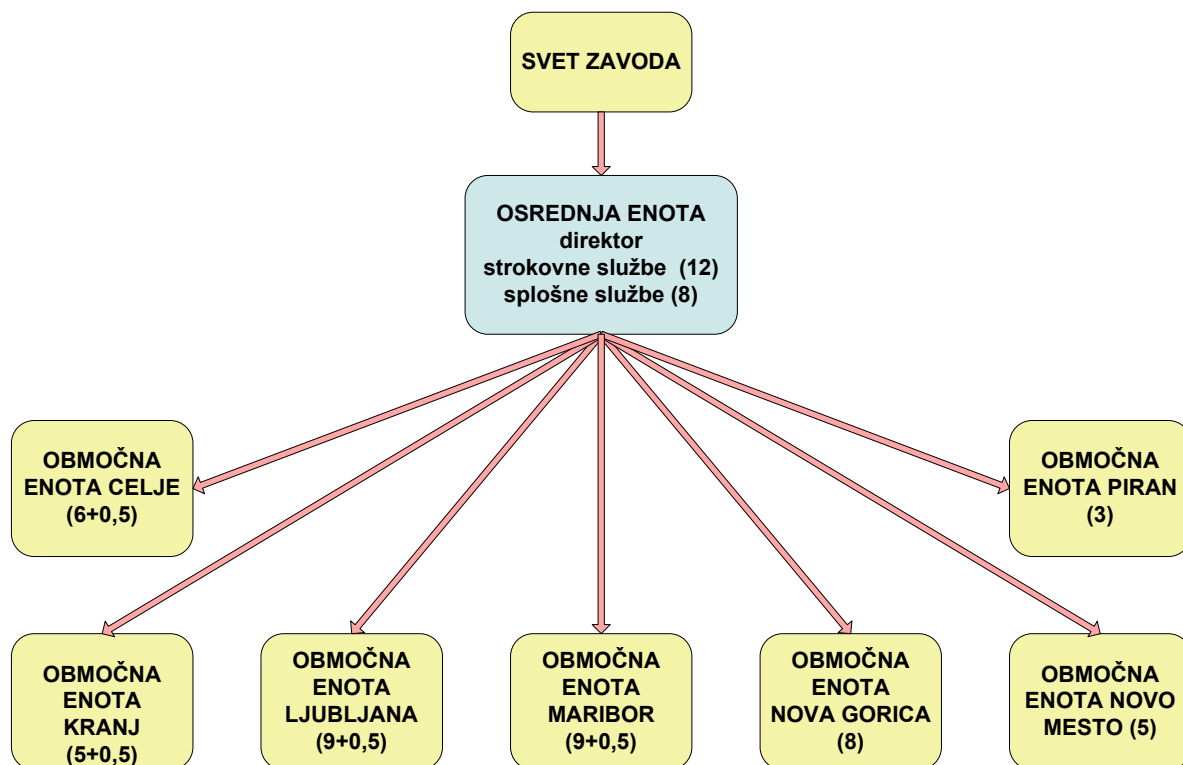 SVET ZAVODA
OSREDNJA ENOTA
direktor
strokovne službe (12)
splošne službe (8)
OBMOČNA
ENOTA CELJE
(6+0,5)
OBMOČNA
ENOTA PIRAN
(3)
OBMOČNA
ENOTA
KRANJ
(5+0,5)
OBMOČNA
ENOTA
LJUBLJANA
(9+0,5)
OBMOČNA
ENOTA
MARIBOR
(9+0,5)
OBMOČNA
ENOTA
NOVA GORICA
(8)
OBMOČNA
ENOTA NOVO
MESTO (5)